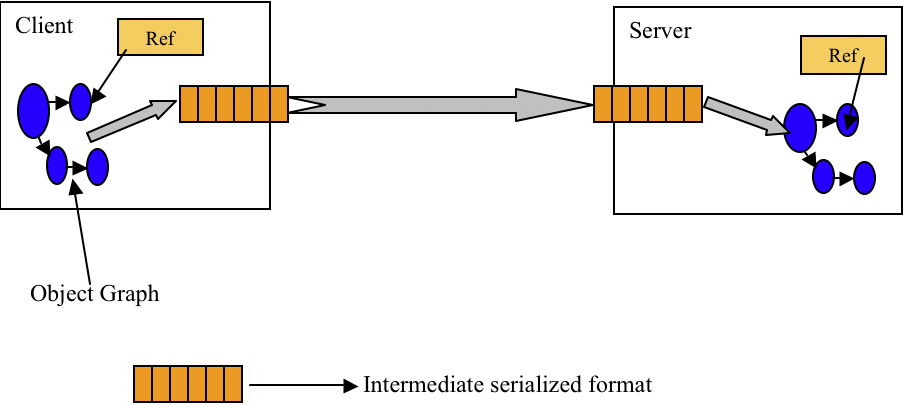 Client
Ref
Server
Ref
Object Graph
Intermediate serialized format